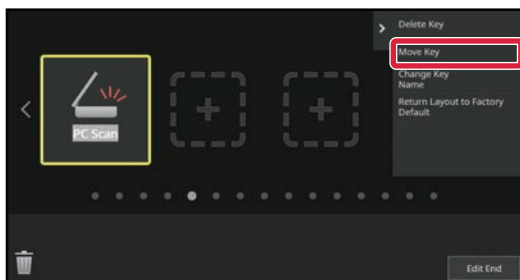 Delete Key
Move Key
Change Key
Name
Return Layout to Factory
Default
PC Scan
Edit End